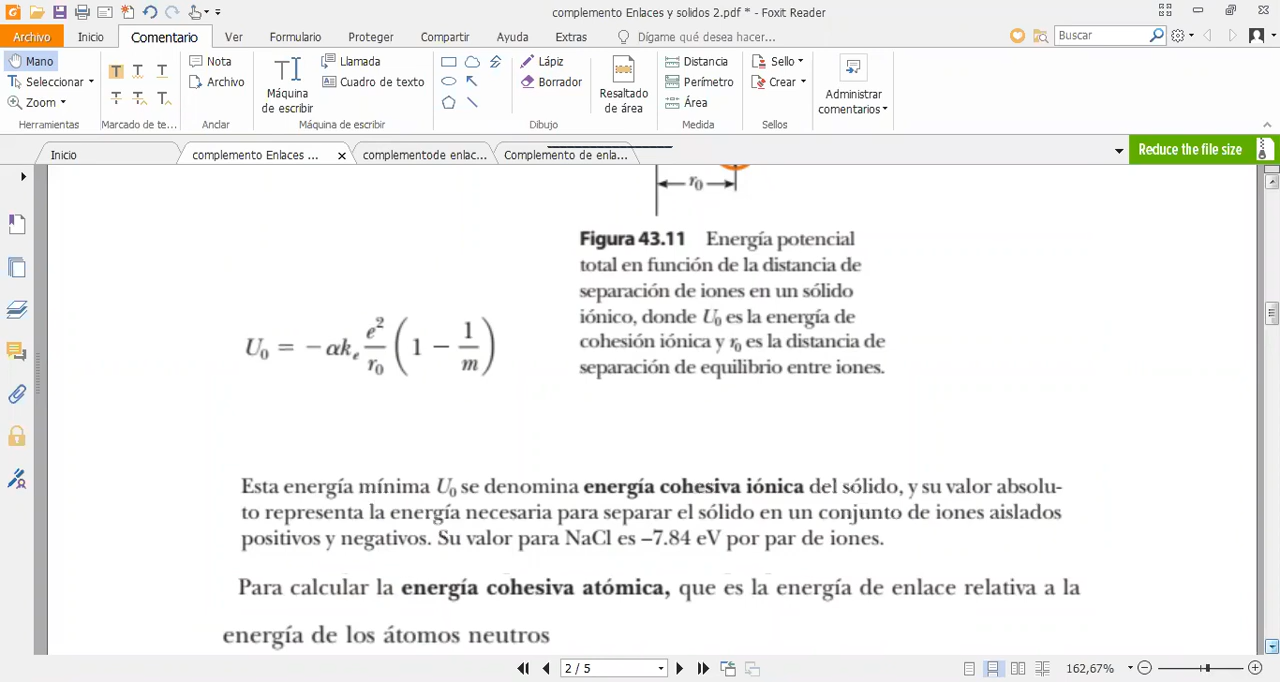 complemento Enlaces y solidos 2.pdf * - Foxit Reader
Archivo Inicio Comentario Ver Formulario Proteger Compartir Ayuda Extras Dígame qué desea hacer... Buscar
Mano
Seleccionar
Zoom
Herramientas
T T T
T T T
Marcado de te...
Nota
Archivo
Anclar
Máquina
de escribir
Llamada
Cuadro de texto
Máquina de escribir
Lápiz
Borrador
Dibujo
Resaltado
de área
Distancia
Perímetro
Área
Medida
Sello
Crear
Sellos
Administrar
comentarios
Inicio complemento Enlaces ... x complementode enlac... Complemento de enla... Reduce the file size
r₀
Figura 43.11 Energía potencial
total en función de la distancia de
separación de iones en un sólido
iónico, donde U₀ es la energía de
cohesión iónica y r₀ es la distancia de
separación de equilibrio entre iones.
U₀ = −αkₑ e²/r₀ (1 − 1/m)
Esta energía mínima U₀ se denomina energía cohesiva iónica del sólido, y su valor absolu-
to representa la energía necesaria para separar el sólido en un conjunto de iones aislados
positivos y negativos. Su valor para NaCl es −7.84 eV por par de iones.
Para calcular la energía cohesiva atómica, que es la energía de enlace relativa a la
energía de los átomos neutros
2 / 5
162,67%